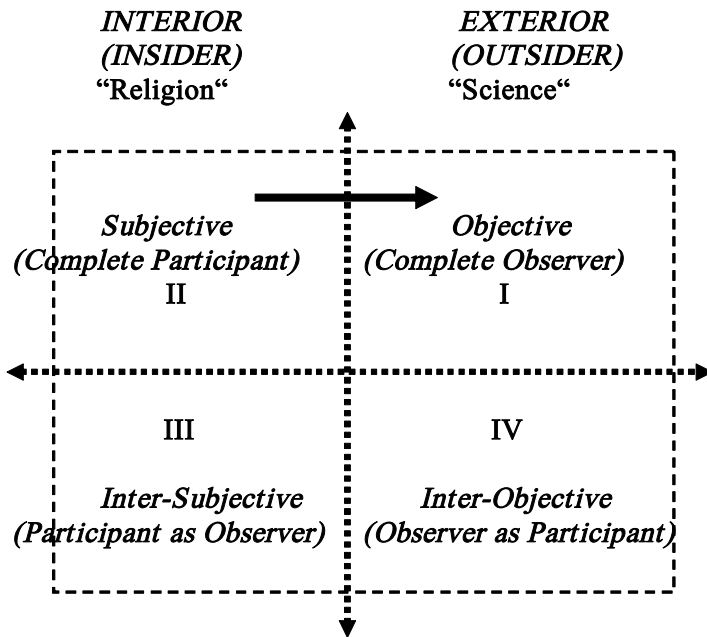 INTERIOR
(INSIDER)
“Religion“
EXTERIOR
(OUTSIDER)
“Science“
Subjective
(Complete Participant)
II
Objective
(Complete Observer)
I
III
Inter-Subjective
(Participant as Observer)
IV
Inter-Objective
(Observer as Participant)